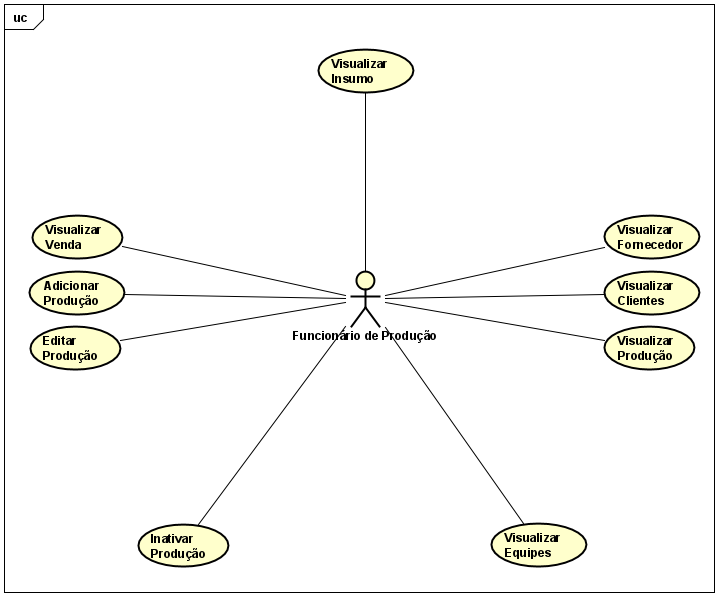 uc
Visualizar
Insumo
Visualizar
Venda
Visualizar
Fornecedor
Adicionar
Produção
Visualizar
Clientes
Editar
Produção
Visualizar
Produção
Funcionário de Produção
Inativar
Produção
Visualizar
Equipes